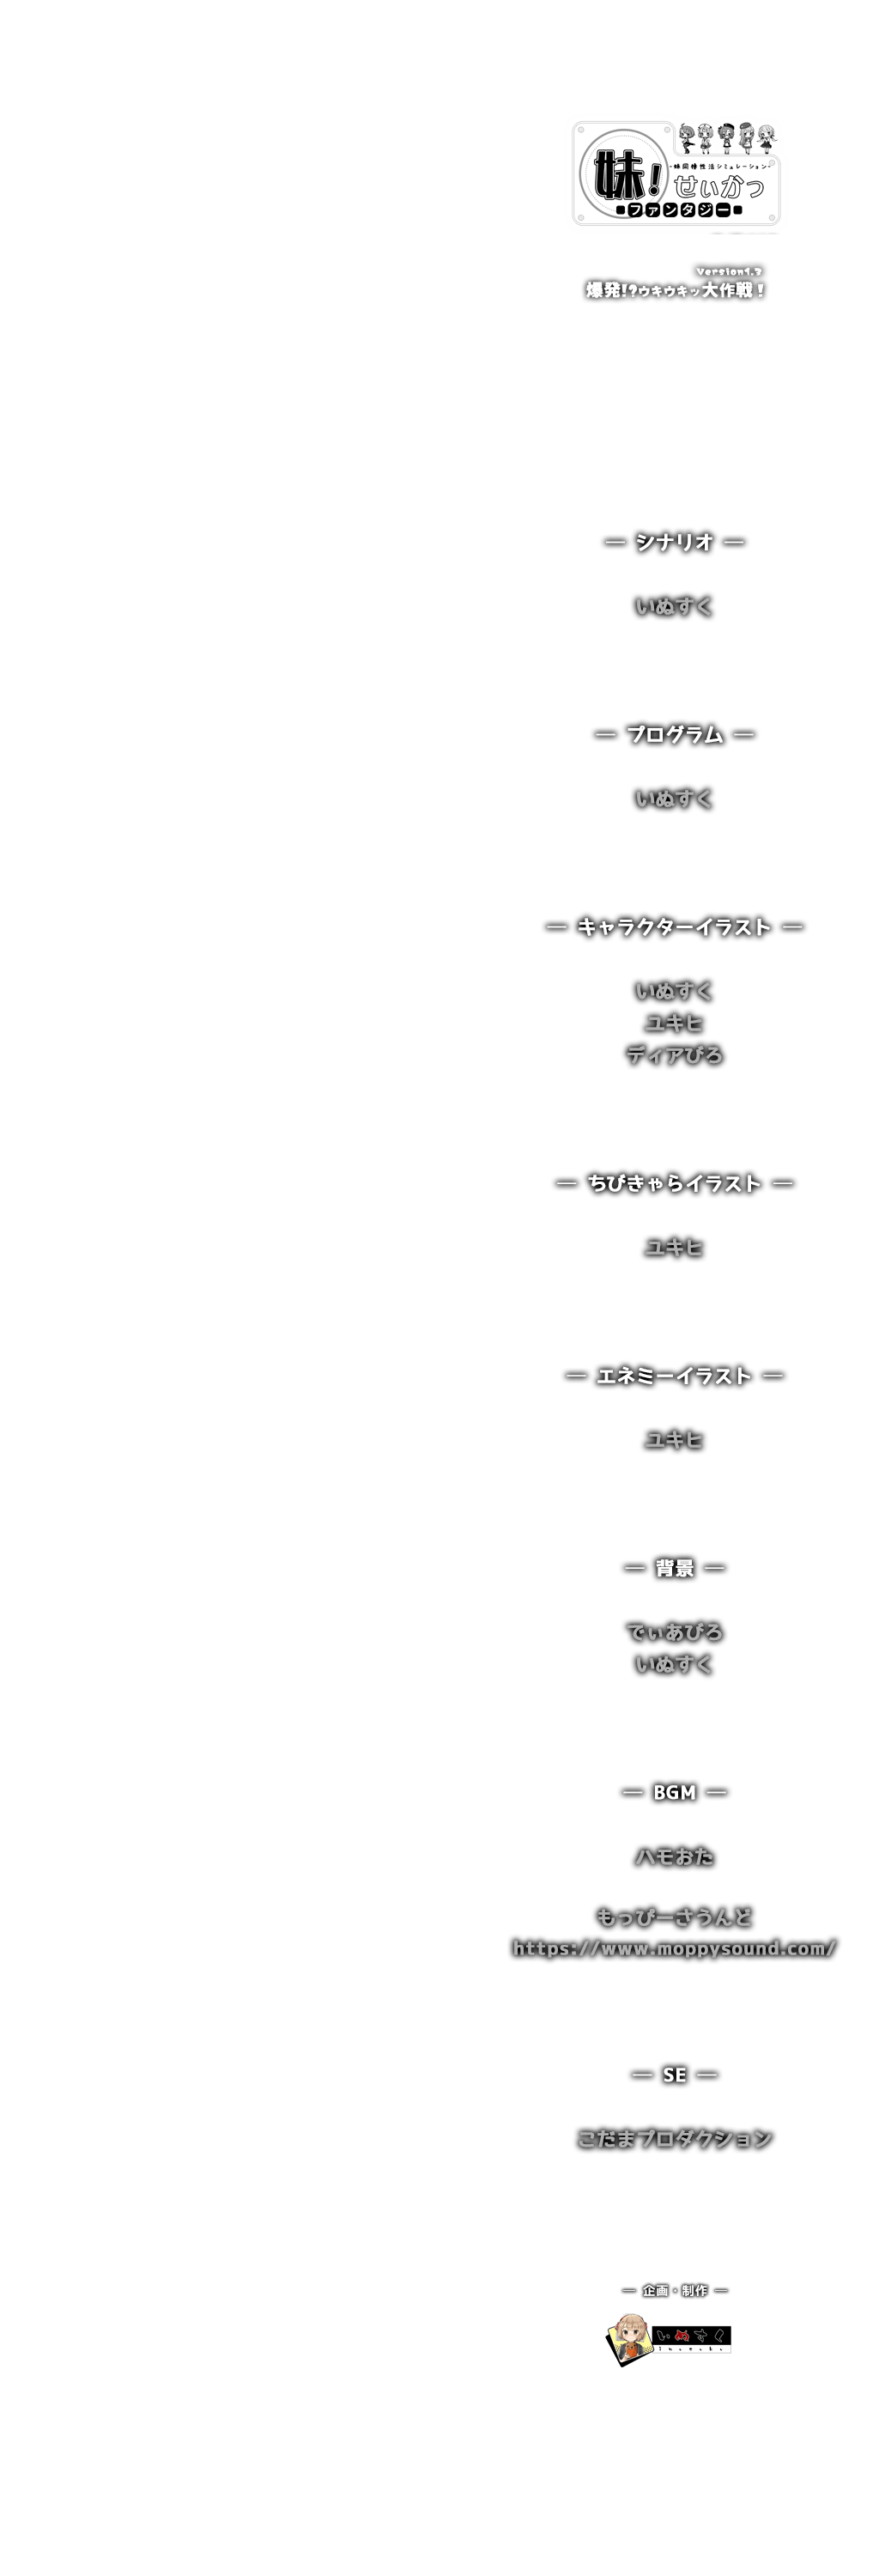 -妹同棲性活シミュレーション-
妹!せいかつ
ファンタジー
Version1.3
爆発!?ウキウキッ大作戦!
― シナリオ ―
いぬすく
― プログラム ―
いぬすく
― キャラクターイラスト ―
いぬすく
ユキヒ
ディアびろ
― ちびきゃらイラスト ―
ユキヒ
― エネミーイラスト ―
ユキヒ
― 背景 ―
でぃあびろ
いぬすく
― BGM ―
ハモおた
もっぴーさうんど
https://www.moppysound.com/
― SE ―
こだまプロダクション
― 企画・制作 ―
いぬすく
Inusuku